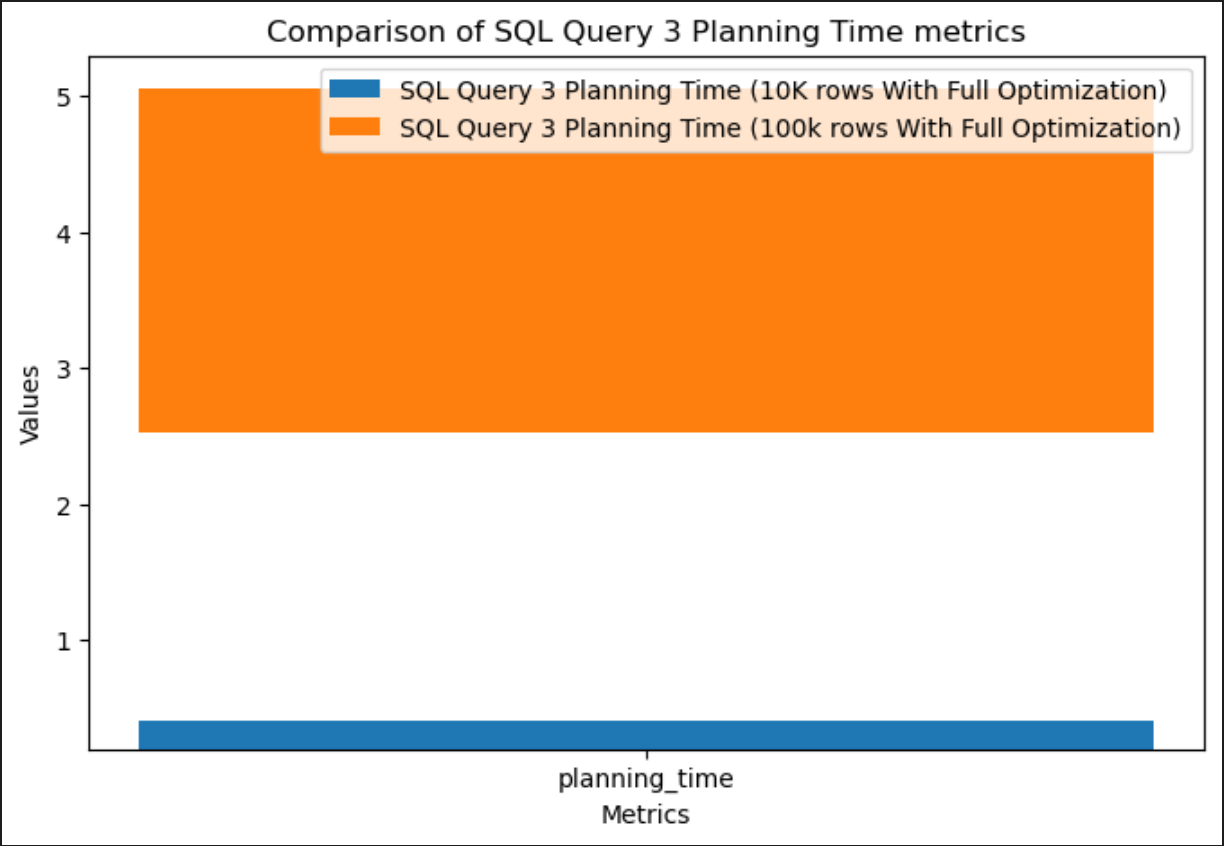 Comparison of SQL Query 3 Planning Time metrics
SQL Query 3 Planning Time (10K rows With Full Optimization)
SQL Query 3 Planning Time (100k rows With Full Optimization)
5
4
3
2
1
Values
planning_time
Metrics